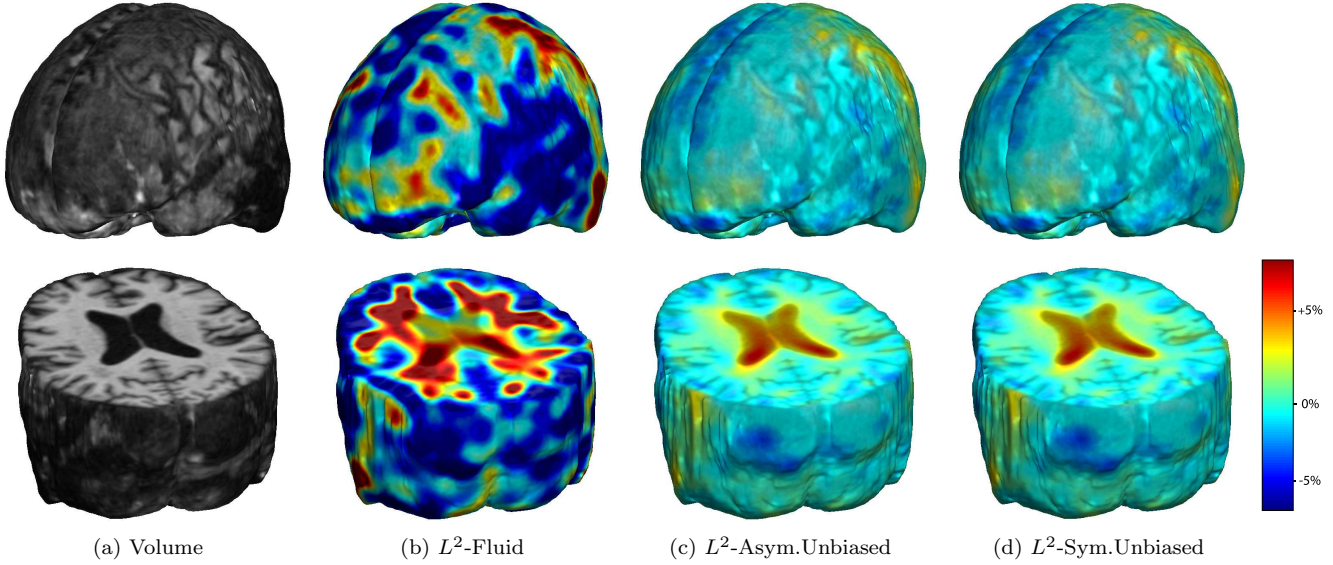 +5%
0%
-5%
(a) Volume
(b) L²-Fluid
(c) L²-Asym.Unbiased
(d) L²-Sym.Unbiased